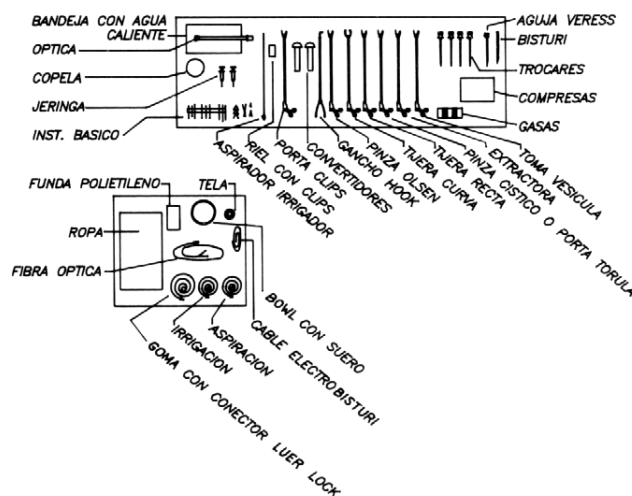 BANDEJA CON AGUA
CALIENTE
OPTICA
COPELA
JERINGA
INST. BASICO
AGUJA VERESS
BISTURI
TROCARES
COMPRESAS
GASAS
ASPIRADOR IRRIGADOR
RIEL CON CLIPS
PORTA CLIPS
CONVERTIDORES
GANCHO HOOK
PINZA OLSEN
TIJERA CURVA
TIJERA RECTA
PINZA CISTICO O PORTA TORULA
EXTRACTORA
TOMA VESICULA
FUNDA POLIETILENO
TELA
ROPA
FIBRA OPTICA
GOMA CON CONECTOR LUER LOCK
IRRIGACION
ASPIRACION
CABLE ELECTROBISTURI
BOWL CON SUERO